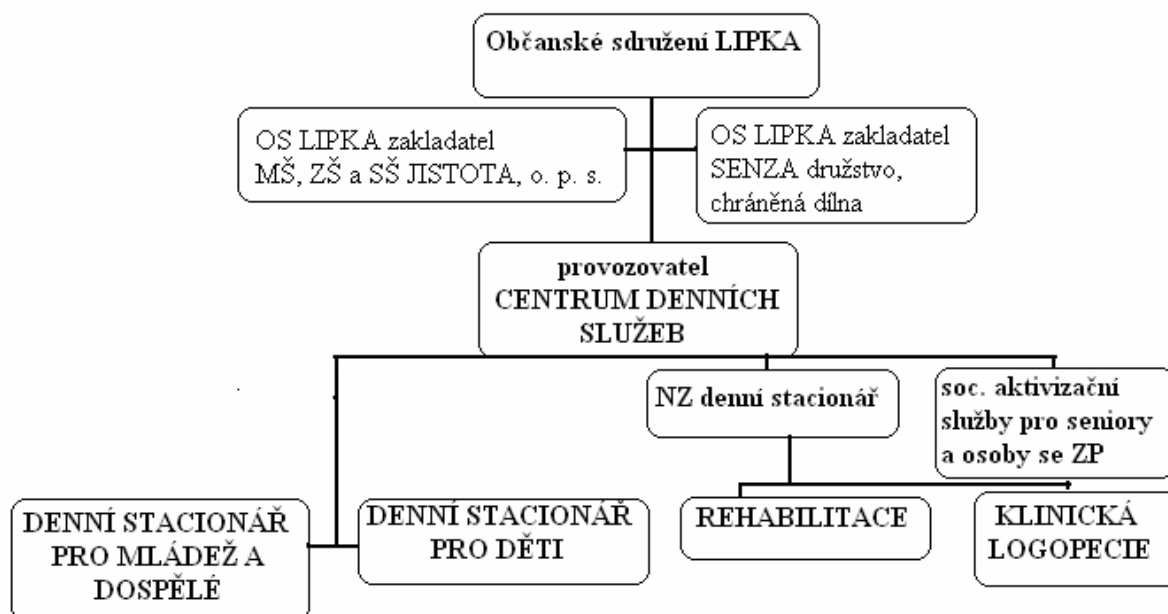 Občanské sdružení LIPKA
OS LIPKA zakladatel
MŠ, ZŠ a SŠ JISTOTA, o. p. s.
OS LIPKA zakladatel
SENZA družstvo,
chráněná dílna
provozovatel
CENTRUM DENNÍCH
SLUŽEB
NZ denní stacionář
soc. aktivizační
služby pro seniory
a osoby se ZP
DENNÍ STACIONÁŘ
PRO MLÁDEŽ A
DOSPĚLÉ
DENNÍ STACIONÁŘ
PRO DĚTI
REHABILITACE
KLINICKÁ
LOGOPECIE